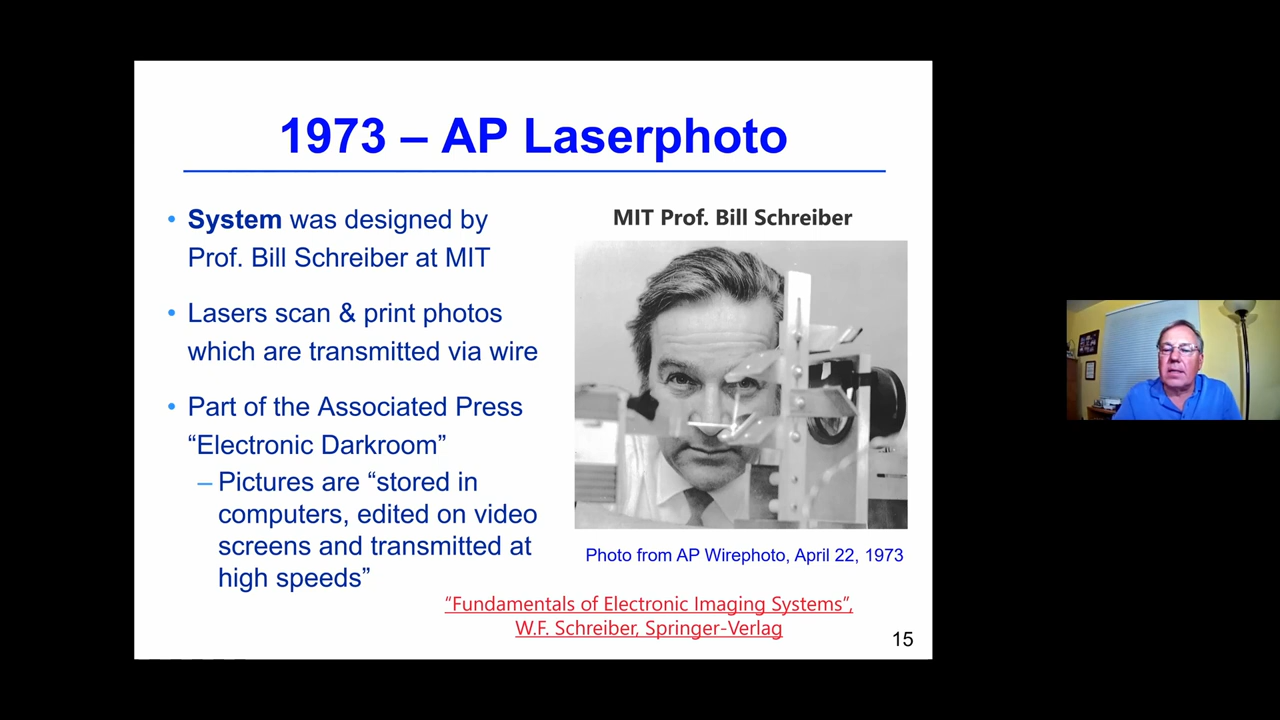 1973 – AP Laserphoto
• System was designed by
Prof. Bill Schreiber at MIT
• Lasers scan & print photos
which are transmitted via wire
• Part of the Associated Press
“Electronic Darkroom”
– Pictures are “stored in
computers, edited on video
screens and transmitted at
high speeds”
MIT Prof. Bill Schreiber
Photo from AP Wirephoto, April 22, 1973
“Fundamentals of Electronic Imaging Systems”,
W.F. Schreiber, Springer-Verlag
15